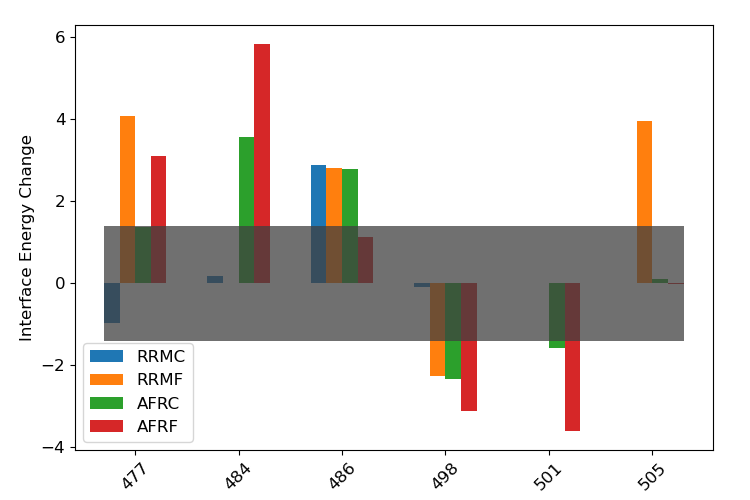 6
4
2
0
−2
−4
Interface Energy Change
RRMC
RRMF
AFRC
AFRF
477
484
486
498
501
505